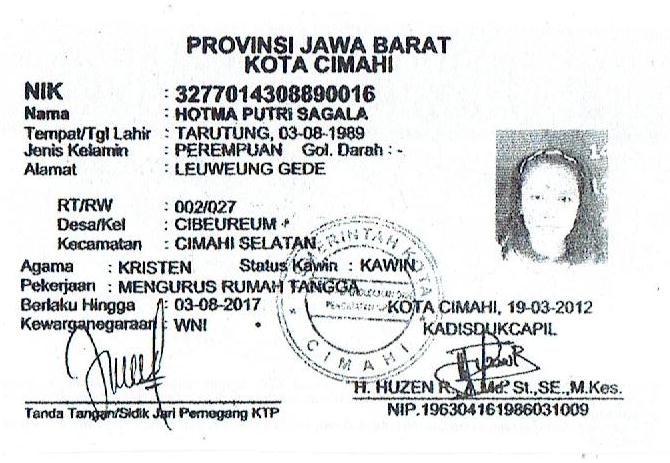 PROVINSI JAWA BARAT
KOTA CIMAHI
NIK : 3277014308890016
Nama : HOTMA PUTRI SAGALA
Tempat/Tgl Lahir : TARUTUNG, 03-08-1989
Jenis Kelamin : PEREMPUAN Gol. Darah : -
Alamat : LEUWEUNG GEDE
RT/RW : 002/027
Desa/Kel : CIBEUREUM
Kecamatan : CIMAHI SELATAN
Agama : KRISTEN Status Kawin : KAWIN
Pekerjaan : MENGURUS RUMAH TANGGA
Berlaku Hingga : 03-08-2017
Kewarganegaraan : WNI
PEMERINTAH KOTA
CIMAHI
KOTA CIMAHI, 19-03-2012
KADISDUKCAPIL
H. HUZEN R. A.Md. St.,SE.,M.Kes.
NIP.196304161986031009
Tanda Tangan/Sidik Jari Pemegang KTP